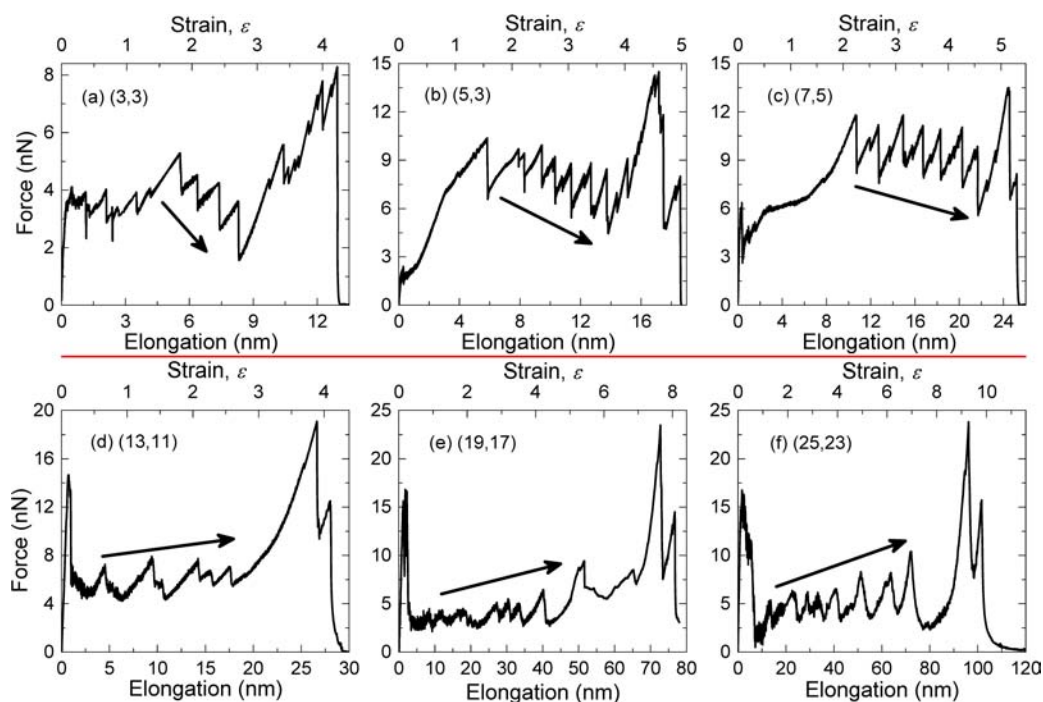 Strain, ε Strain, ε Strain, ε
0 1 2 3 4 0 1 2 3 4 5 0 1 2 3 4 5
8 15 15
(a) (3,3) (b) (5,3) (c) (7,5)
6 12 12
4 9 9
Force (nN)
2 6 6
3 3
0 0 0
0 3 6 9 12 0 4 8 12 16 0 4 8 12 16 20 24
Elongation (nm) Elongation (nm) Elongation (nm)
Strain, ε Strain, ε Strain, ε
0 1 2 3 4 0 2 4 6 8 0 2 4 6 8 10
20 25 25
(d) (13,11) (e) (19,17) (f) (25,23)
16 20 20
12 15 15
Force (nN)
8 10 10
4 5 5
0 0 0
0 5 10 15 20 25 30 0 10 20 30 40 50 60 70 80 0 20 40 60 80 100 120
Elongation (nm) Elongation (nm) Elongation (nm)